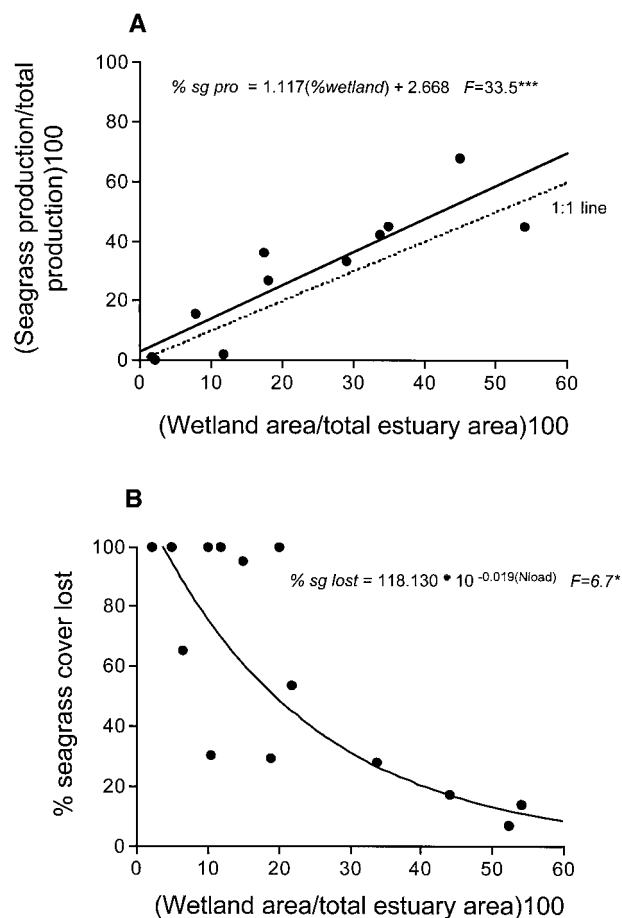 A
% sg pro = 1.117(%wetland) + 2.668 F=33.5***
(Seagrass production/total
production)100
100
80
60
40
20
0
1:1 line
0 10 20 30 40 50 60
(Wetland area/total estuary area)100
B
% sg lost = 118.130 * 10 -0.019(Nload) F=6.7*
% seagrass cover lost
100
80
60
40
20
0
0 10 20 30 40 50 60
(Wetland area/total estuary area)100